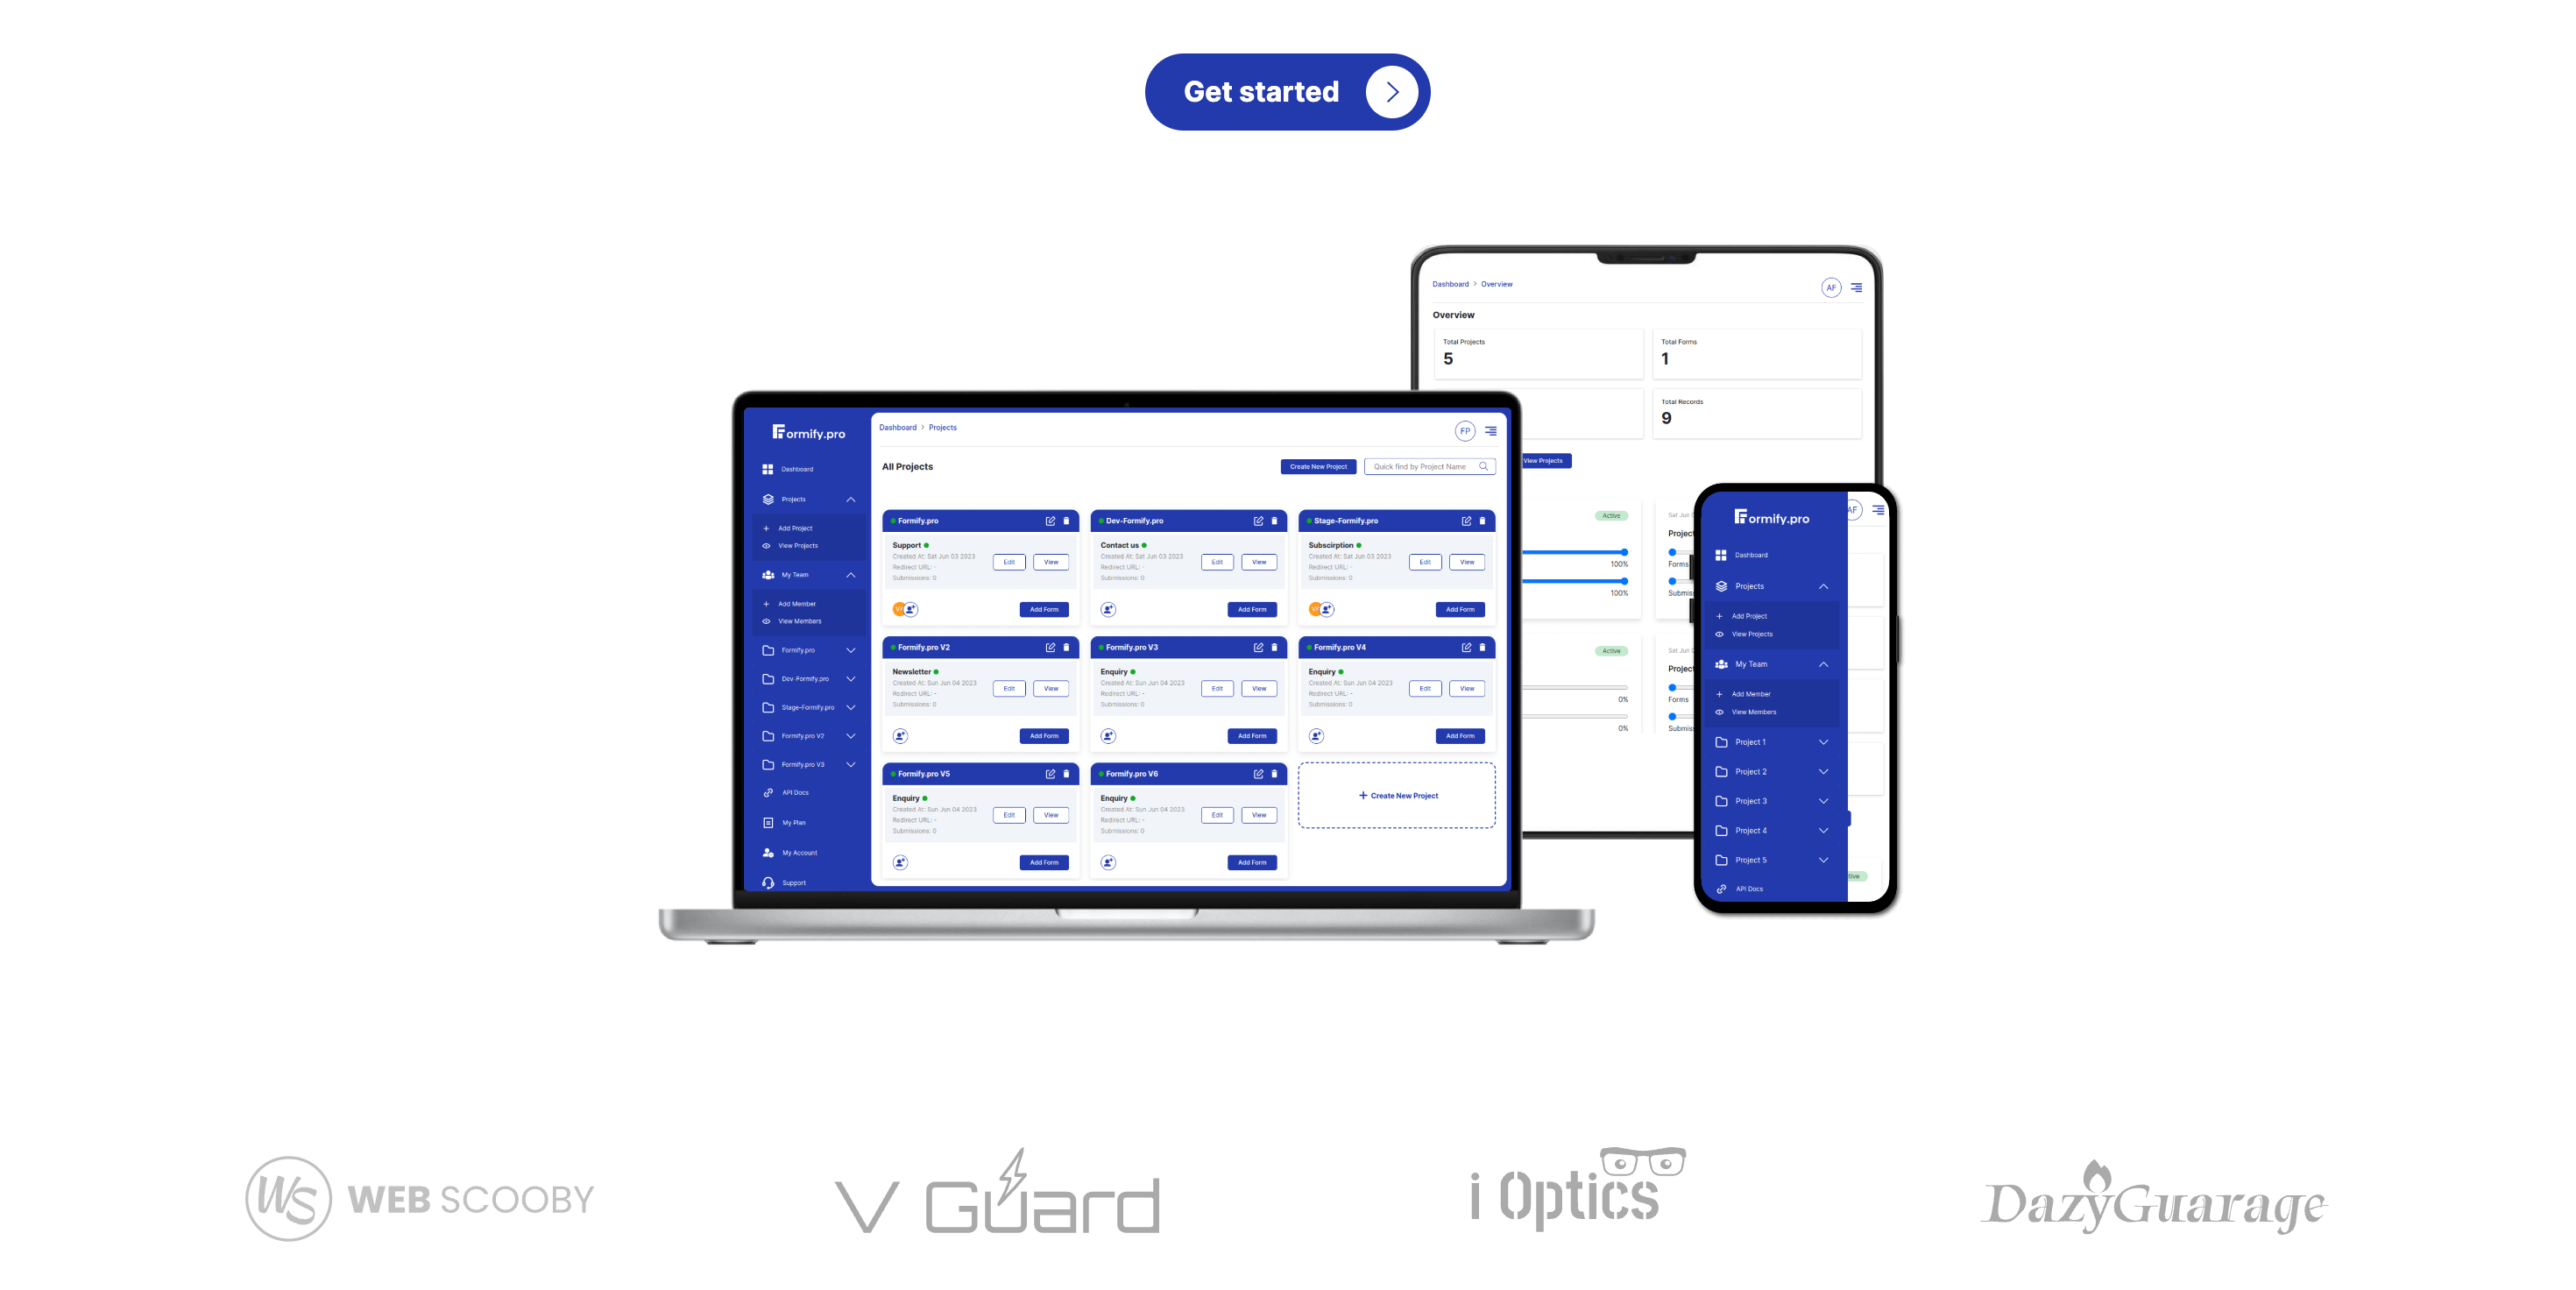 Get started
Dashboard > Overview
AF
Overview
Total Projects
5
Total Forms
1
Total Records
9
View Projects
Active
Sat Jun
Project
100%
Forms
100%
Submiss
Active
Sat Jun
Project
0%
Forms
0%
Submiss
Formify.pro
Dashboard
Projects
Add Project
View Projects
My Team
Add Member
View Members
Formify.pro
Dev-Formify.pro
Stage-Formify.pro
Formify.pro V2
Formify.pro V3
API Docs
My Plan
My Account
Support
Dashboard > Projects
FP
All Projects
Create New Project
Quick find by Project Name
Formify.pro
Support
Created At: Sat Jun 03 2023
Redirect URL: -
Submissions: 0
Edit
View
Add Form
Dev-Formify.pro
Contact us
Created At: Sat Jun 03 2023
Redirect URL: -
Submissions: 0
Edit
View
Add Form
Stage-Formify.pro
Subscirption
Created At: Sat Jun 03 2023
Redirect URL: -
Submissions: 0
Edit
View
Add Form
Formify.pro V2
Newsletter
Created At: Sun Jun 04 2023
Redirect URL: -
Submissions: 0
Edit
View
Add Form
Formify.pro V3
Enquiry
Created At: Sun Jun 04 2023
Redirect URL: -
Submissions: 0
Edit
View
Add Form
Formify.pro V4
Enquiry
Created At: Sun Jun 04 2023
Redirect URL: -
Submissions: 0
Edit
View
Add Form
Formify.pro V5
Enquiry
Created At: Sun Jun 04 2023
Redirect URL: -
Submissions: 0
Edit
View
Add Form
Formify.pro V6
Enquiry
Created At: Sun Jun 04 2023
Redirect URL: -
Submissions: 0
Edit
View
Add Form
+ Create New Project
Formify.pro
AF
Dashboard
Projects
Add Project
View Projects
My Team
Add Member
View Members
Project 1
Project 2
Project 3
Project 4
Project 5
API Docs
tive
WS WEB SCOOBY
V Guard
i Optics
DazyGuarage